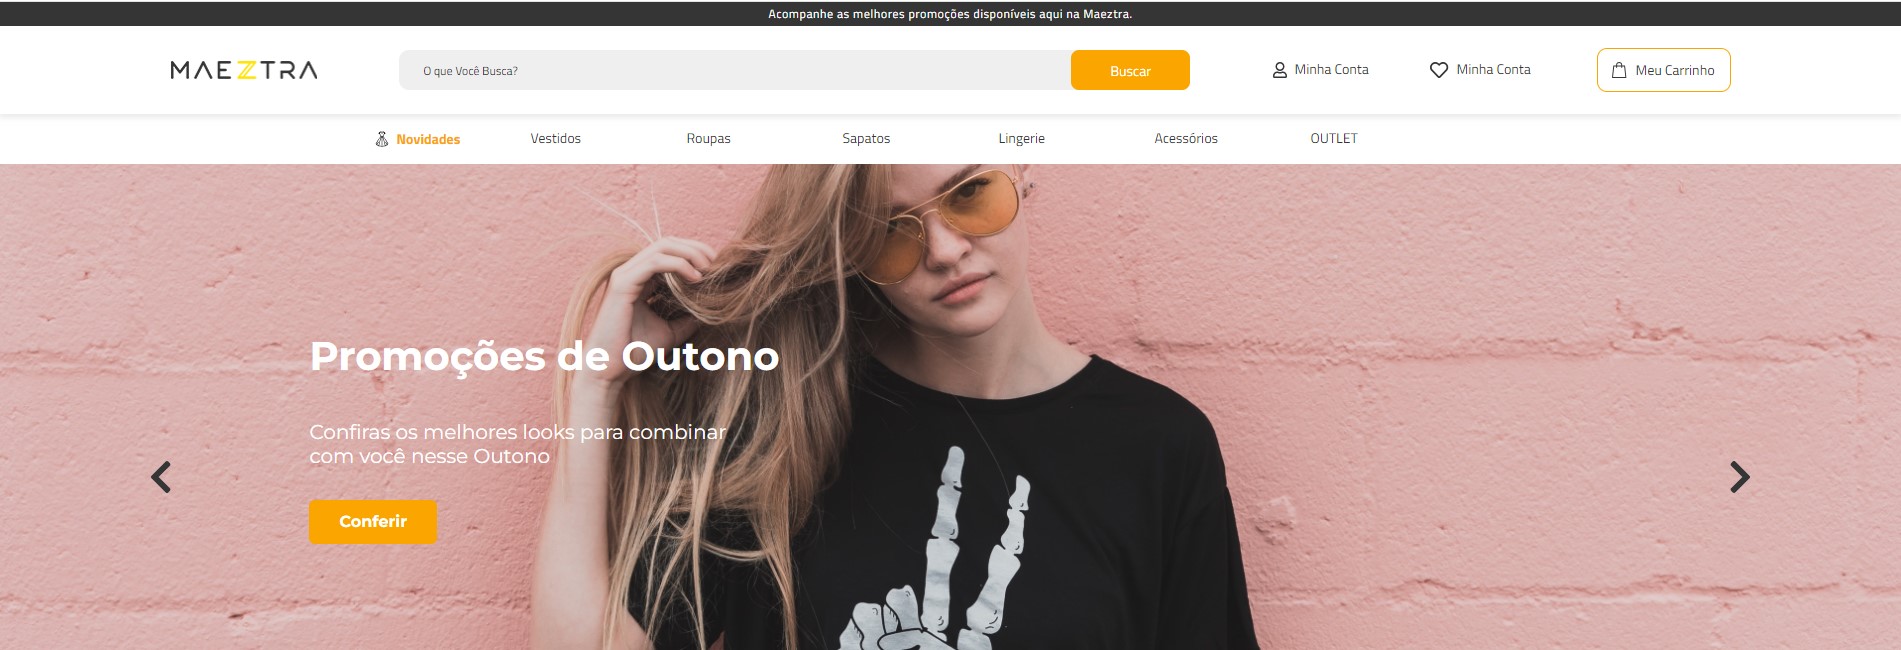 Acompanhe as melhores promoções disponíveis aqui na Maeztra.
MAEZTRA
O que Você Busca?
Buscar
Minha Conta
Minha Conta
Meu Carrinho
Novidades
Vestidos
Roupas
Sapatos
Lingerie
Acessórios
OUTLET
Promoções de Outono
Confiras os melhores looks para combinar
com você nesse Outono
Conferir